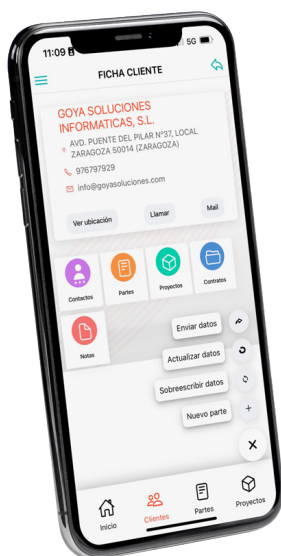 11:09
5G
FICHA CLIENTE
GOYA SOLUCIONES
INFORMATICAS, S.L.
AVD. PUENTE DEL PILAR Nº37, LOCAL
ZARAGOZA 50014 (ZARAGOZA)
976797929
info@goyasoluciones.com
Ver ubicación
Llamar
Mail
Contactos
Partes
Proyectos
Contratos
Notas
Enviar datos
Actualizar datos
Sobreescribir datos
Nuevo parte
Inicio
Clientes
Partes
Proyectos